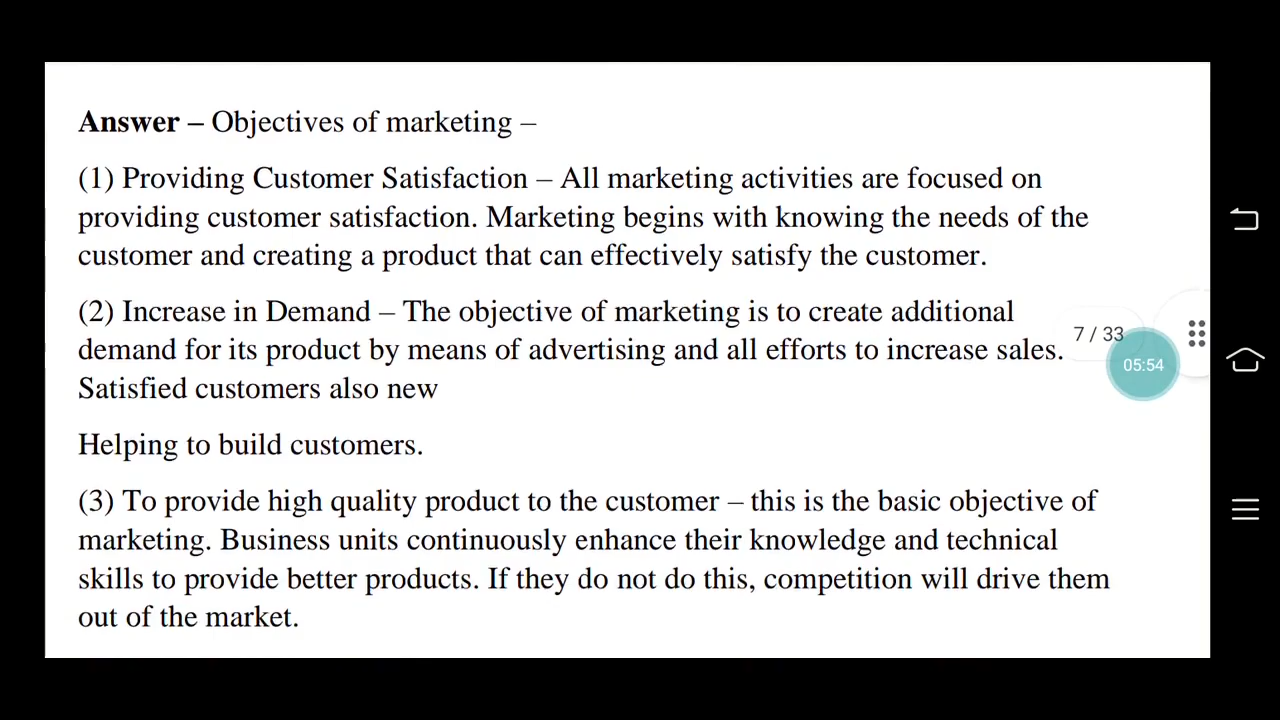 Answer – Objectives of marketing –
(1) Providing Customer Satisfaction – All marketing activities are focused on
providing customer satisfaction. Marketing begins with knowing the needs of the
customer and creating a product that can effectively satisfy the customer.
(2) Increase in Demand – The objective of marketing is to create additional
demand for its product by means of advertising and all efforts to increase sales.
Satisfied customers also new
7 / 33
05:54
Helping to build customers.
(3) To provide high quality product to the customer – this is the basic objective of
marketing. Business units continuously enhance their knowledge and technical
skills to provide better products. If they do not do this, competition will drive them
out of the market.